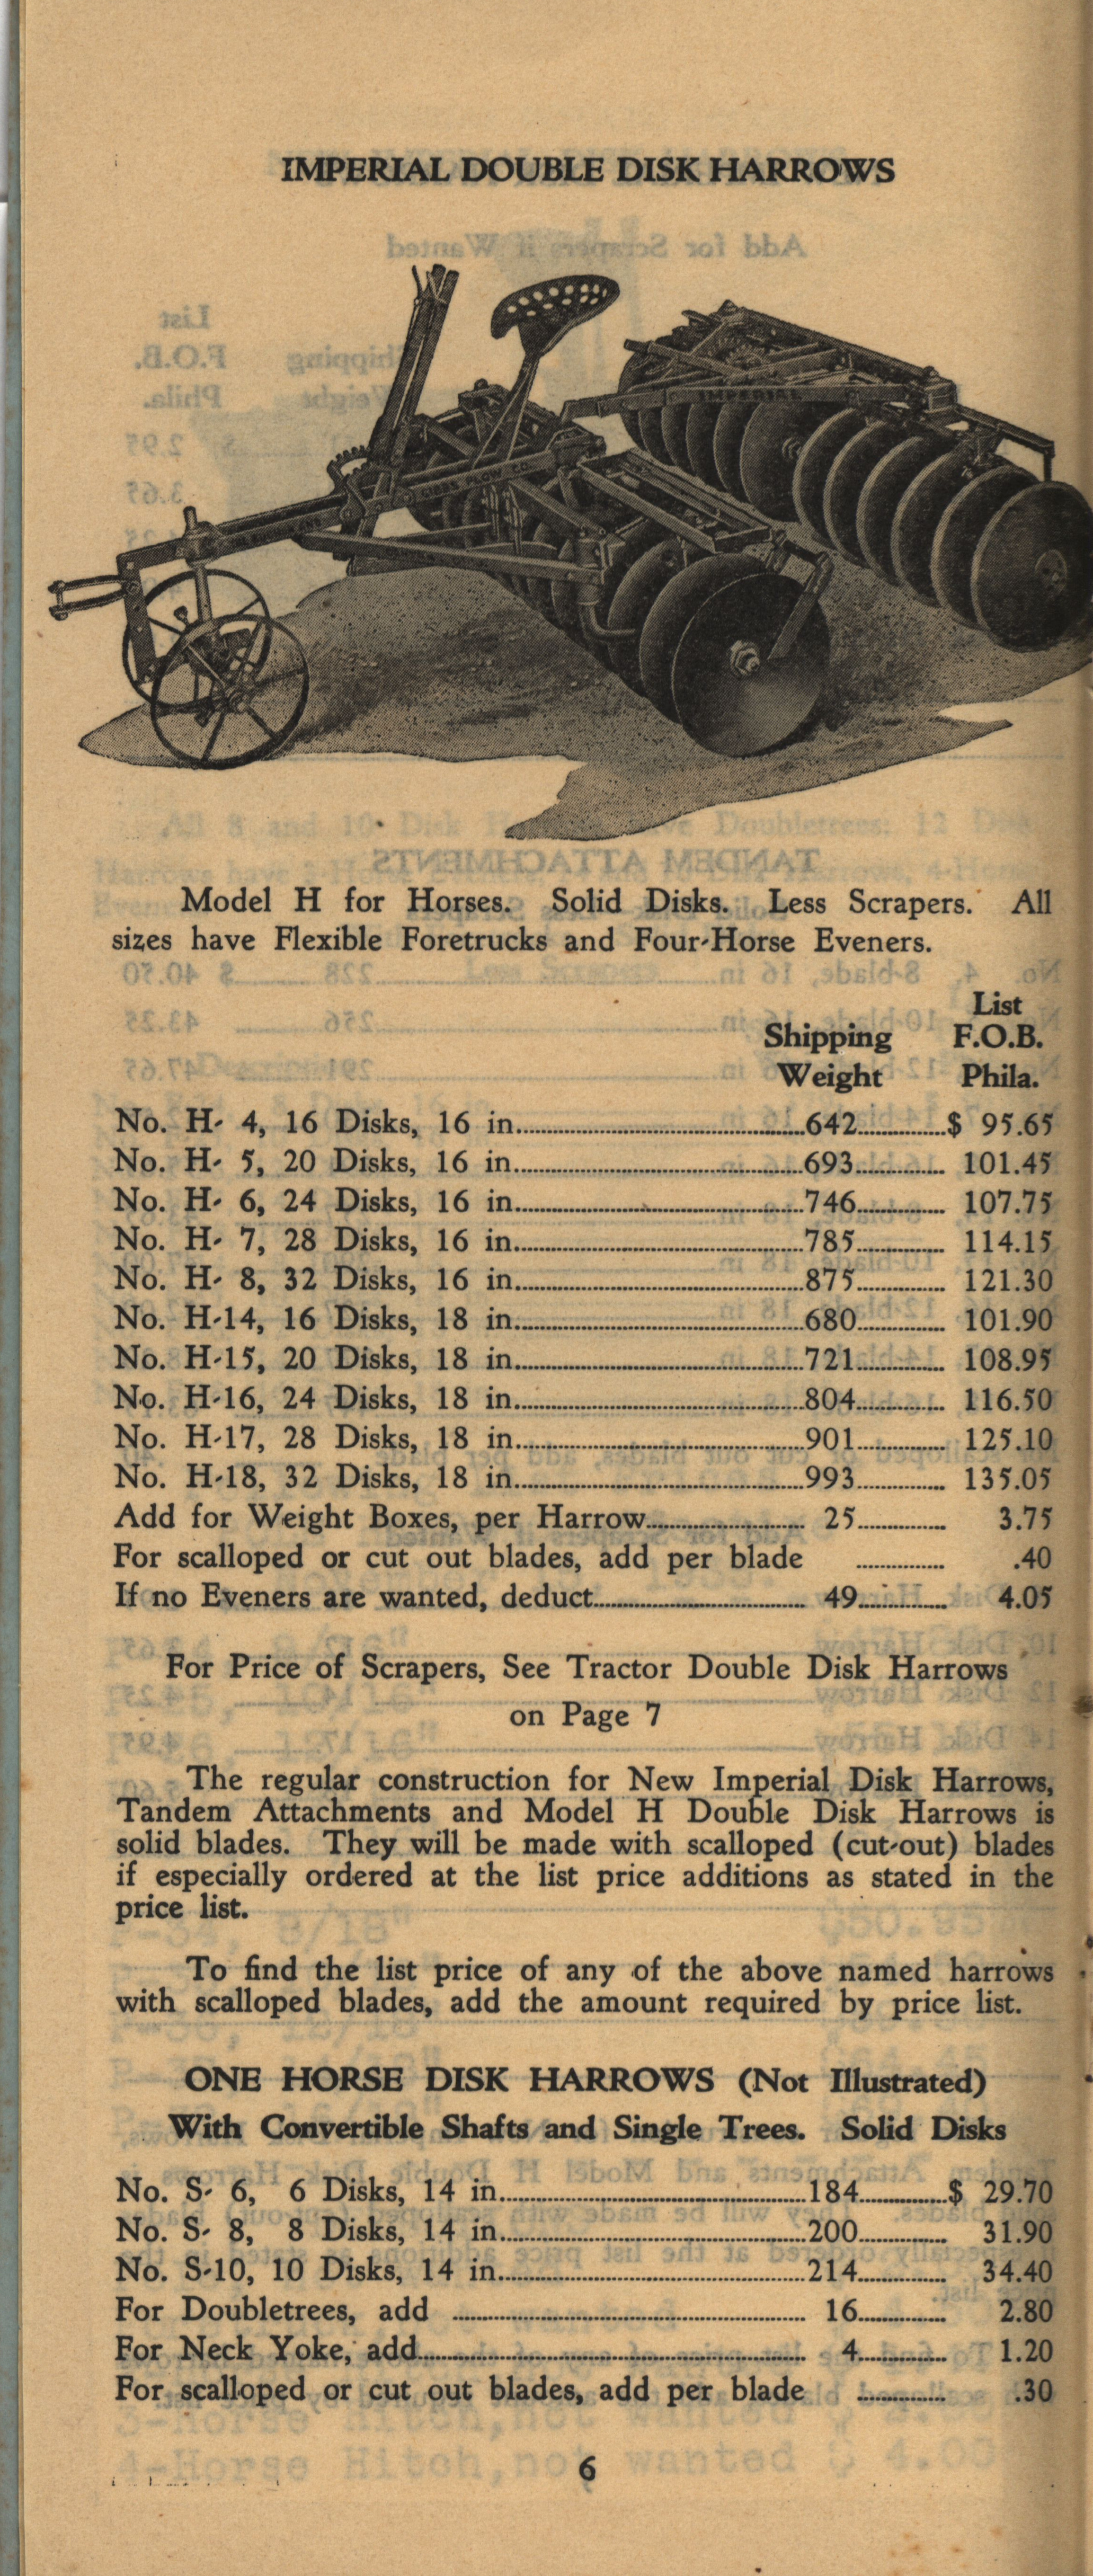 IMPERIAL DOUBLE DISK HARROWS
IMPERIAL
Model H for Horses. Solid Disks. Less Scrapers. All
sizes have Flexible Foretrucks and Four-Horse Eveners.
List
Shipping F.O.B.
Weight Phila.
No. H- 4, 16 Disks, 16 in. 642 $ 95.65
No. H- 5, 20 Disks, 16 in. 693 101.45
No. H- 6, 24 Disks, 16 in. 746 107.75
No. H- 7, 28 Disks, 16 in. 785 114.15
No. H- 8, 32 Disks, 16 in. 875 121.30
No. H-14, 16 Disks, 18 in. 680 101.90
No. H-15, 20 Disks, 18 in. 721 108.95
No. H-16, 24 Disks, 18 in. 804 116.50
No. H-17, 28 Disks, 18 in. 901 125.10
No. H-18, 32 Disks, 18 in. 993 135.05
Add for Weight Boxes, per Harrow 25 3.75
For scalloped or cut out blades, add per blade .40
If no Eveners are wanted, deduct 49 4.05
For Price of Scrapers, See Tractor Double Disk Harrows
on Page 7
The regular construction for New Imperial Disk Harrows,
Tandem Attachments and Model H Double Disk Harrows is
solid blades. They will be made with scalloped (cut-out) blades
if especially ordered at the list price additions as stated in the
price list.
To find the list price of any of the above named harrows
with scalloped blades, add the amount required by price list.
ONE HORSE DISK HARROWS (Not Illustrated)
With Convertible Shafts and Single Trees. Solid Disks
No. S- 6, 6 Disks, 14 in. 184 $ 29.70
No. S- 8, 8 Disks, 14 in. 200 31.90
No. S-10, 10 Disks, 14 in. 214 34.40
For Doubletrees, add 16 2.80
For Neck Yoke, add 4 1.20
For scalloped or cut out blades, add per blade .30
6